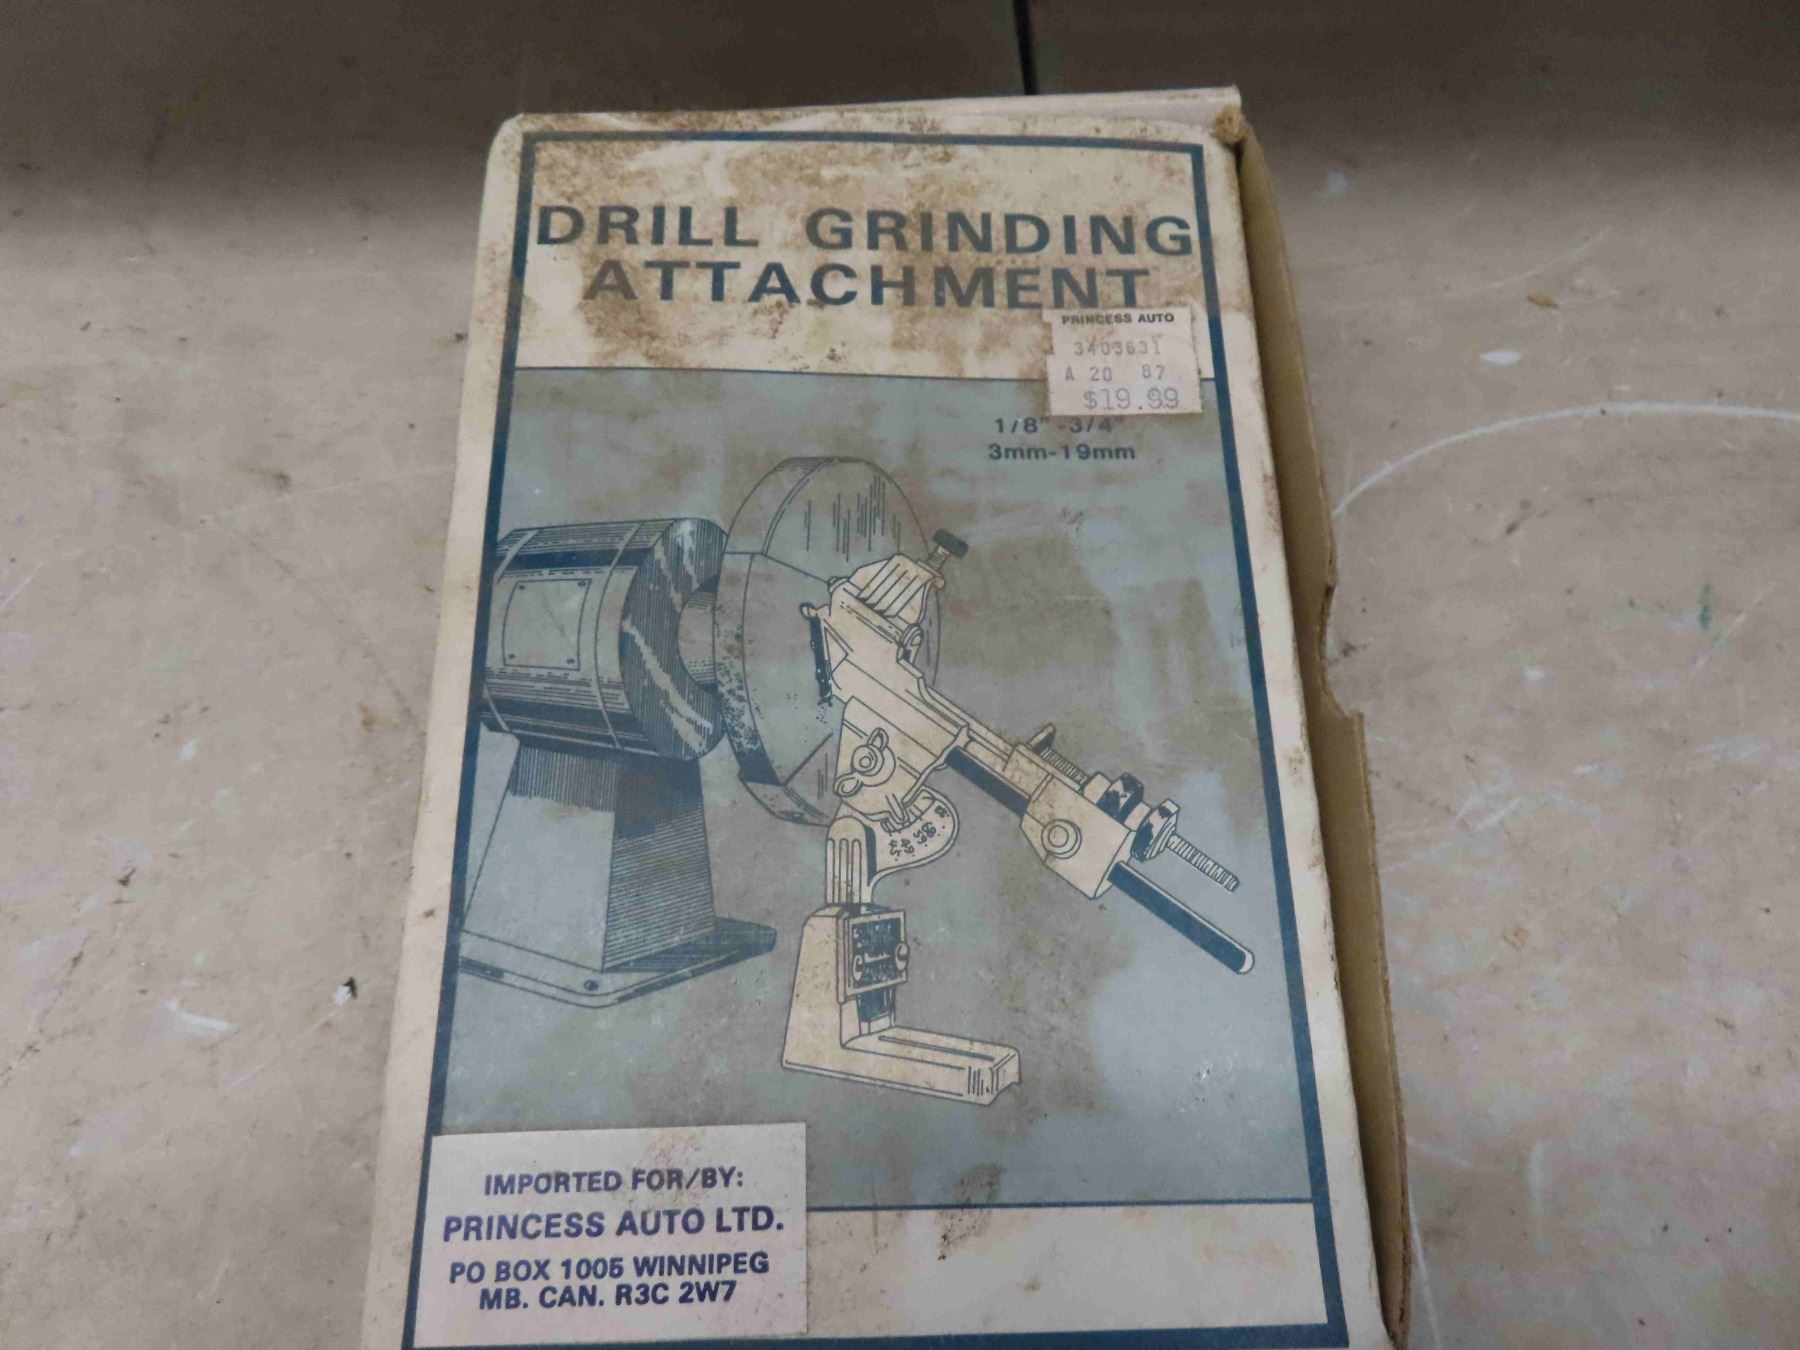 DRILL GRINDING
ATTACHMENT
PRINCESS AUTO
3403631
A 20 87
$19.99
1/8" - 3/4"
3mm-19mm
IMPORTED FOR/BY:
PRINCESS AUTO LTD.
PO BOX 1005 WINNIPEG
MB. CAN. R3C 2W7